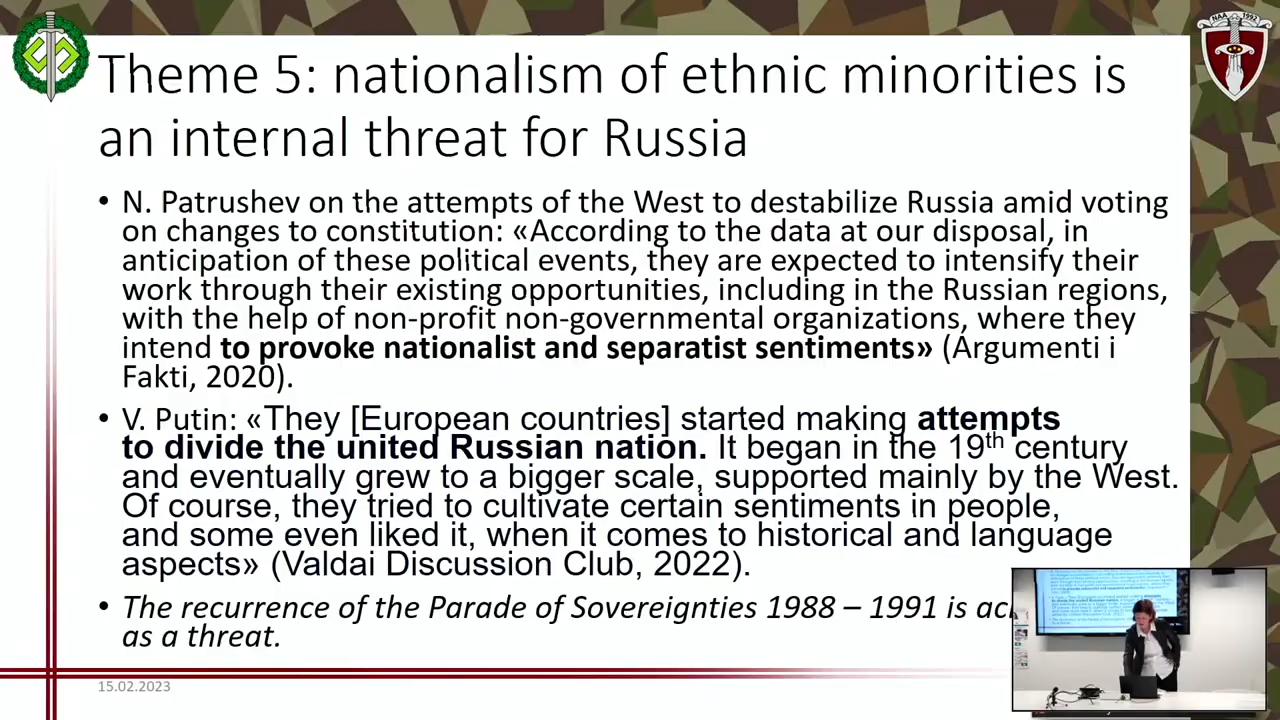 Theme 5: nationalism of ethnic minorities is
an internal threat for Russia
• N. Patrushev on the attempts of the West to destabilize Russia amid voting
on changes to constitution: «According to the data at our disposal, in
anticipation of these political events, they are expected to intensify their
work through their existing opportunities, including in the Russian regions,
with the help of non-profit non-governmental organizations, where they
intend to provoke nationalist and separatist sentiments» (Argumenti i
Fakti, 2020).
• V. Putin: «They [European countries] started making attempts
to divide the united Russian nation. It began in the 19th century
and eventually grew to a bigger scale, supported mainly by the West.
Of course, they tried to cultivate certain sentiments in people,
and some even liked it, when it comes to historical and language
aspects» (Valdai Discussion Club, 2022).
• The recurrence of the Parade of Sovereignties 1988 – 1991 is
as a threat.
15.02.2023
NAA 1992